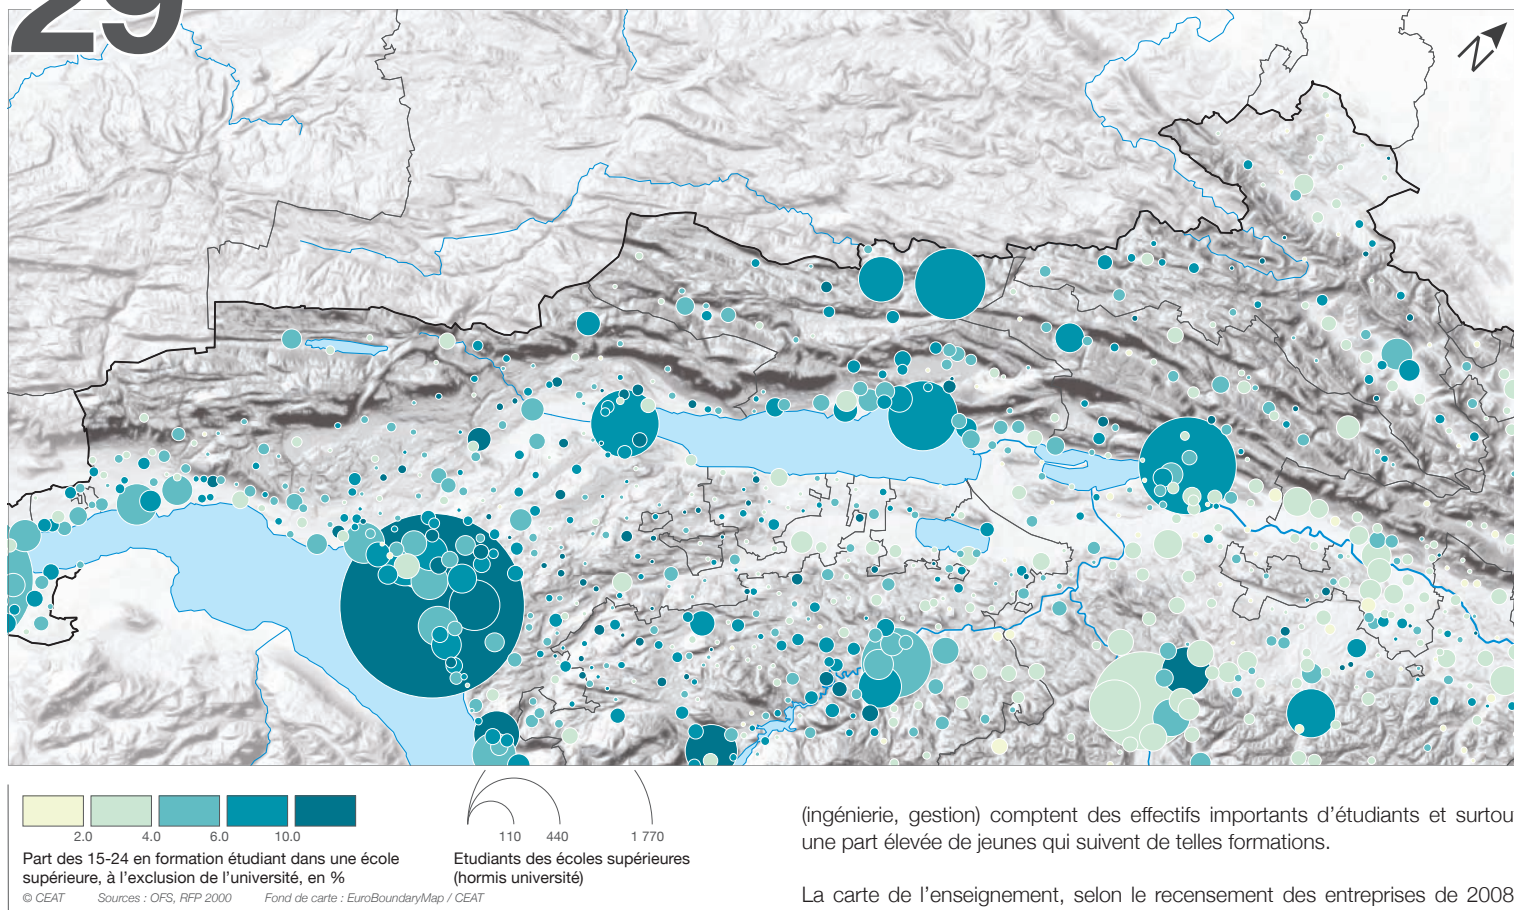 29
N
2.0 4.0 6.0 10.0
Part des 15-24 en formation étudiant dans une école
supérieure, à l'exclusion de l'université, en %
© CEAT Sources : OFS, RFP 2000 Fond de carte : EuroBoundaryMap / CEAT
110 440 1 770
Etudiants des écoles supérieures
(hormis université)
(ingénierie, gestion) comptent des effectifs importants d'étudiants et surtou
une part élevée de jeunes qui suivent de telles formations.
La carte de l'enseignement, selon le recensement des entreprises de 2008